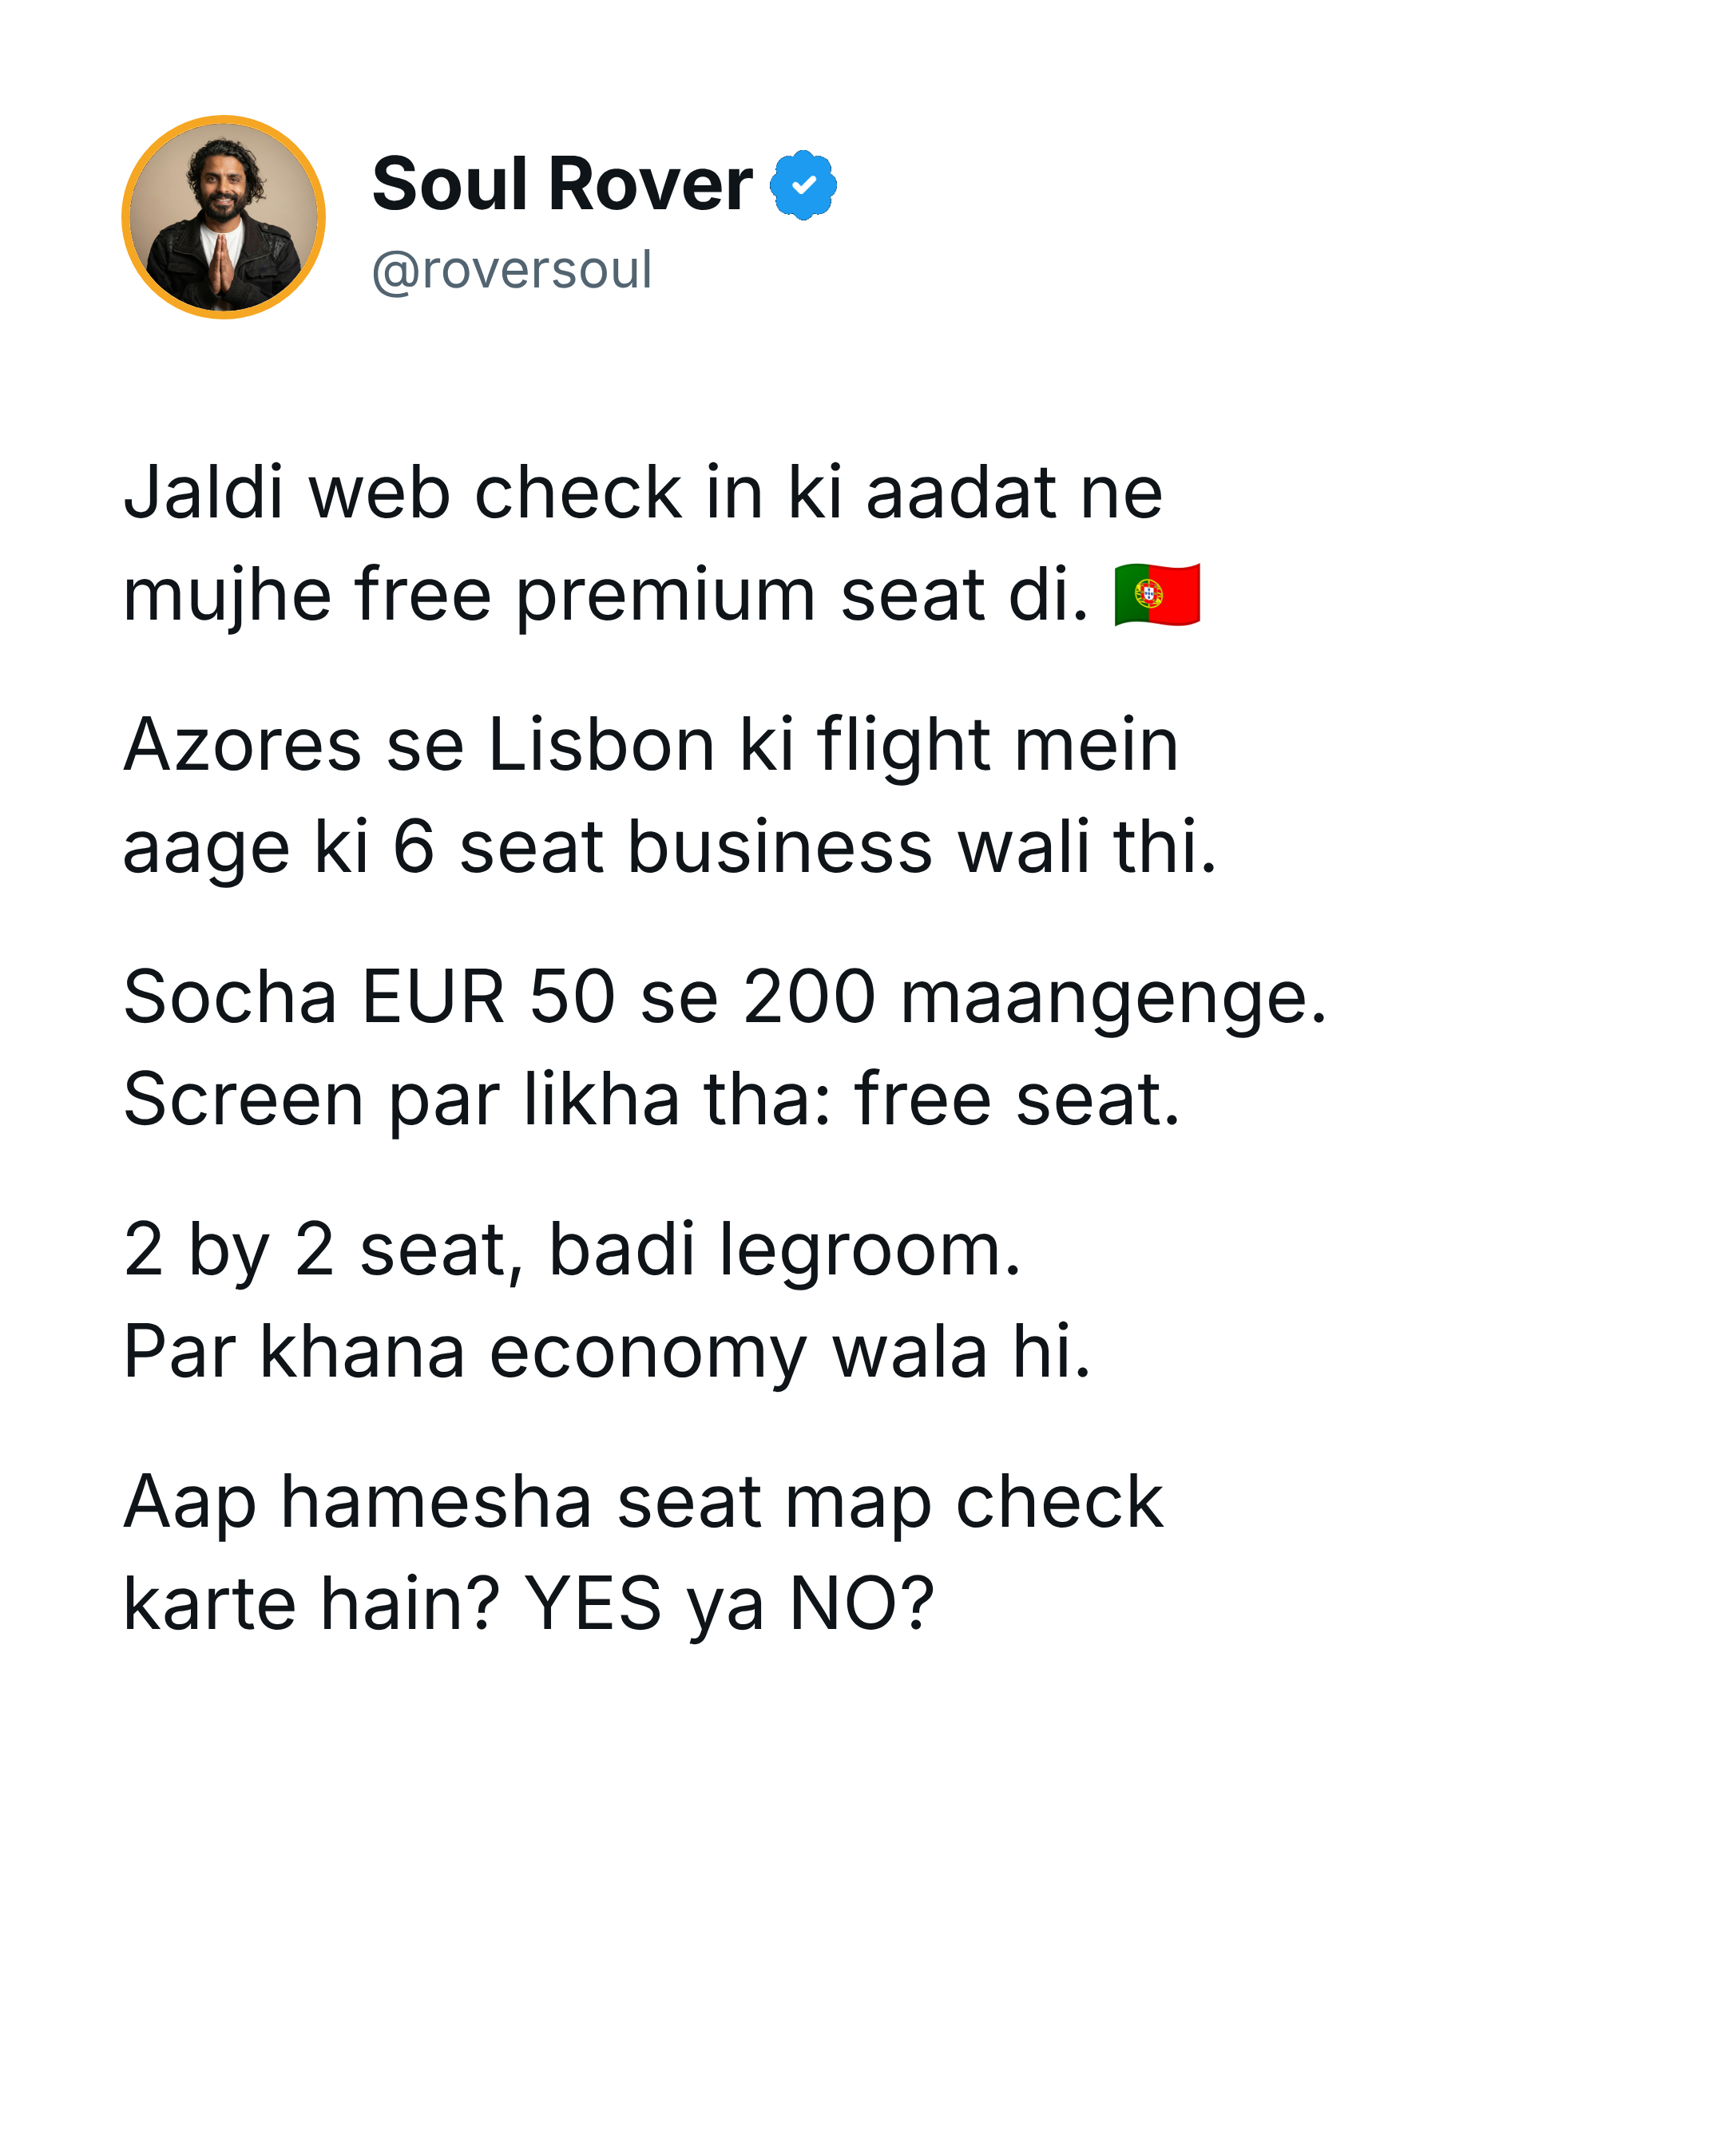 Soul Rover
@roversoul
Jaldi web check in ki aadat ne
mujhe free premium seat di. 🇵🇹
Azores se Lisbon ki flight mein
aage ki 6 seat business wali thi.
Socha EUR 50 se 200 maangenge.
Screen par likha tha: free seat.
2 by 2 seat, badi legroom.
Par khana economy wala hi.
Aap hamesha seat map check
karte hain? YES ya NO?